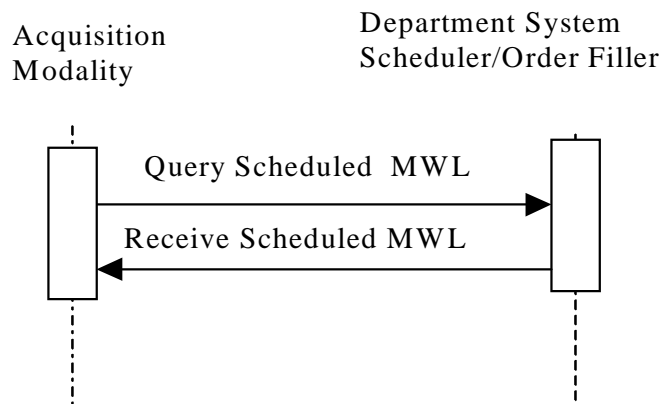 Acquisition
Modality
Department System
Scheduler/Order Filler
Query Scheduled MWL
Receive Scheduled MWL